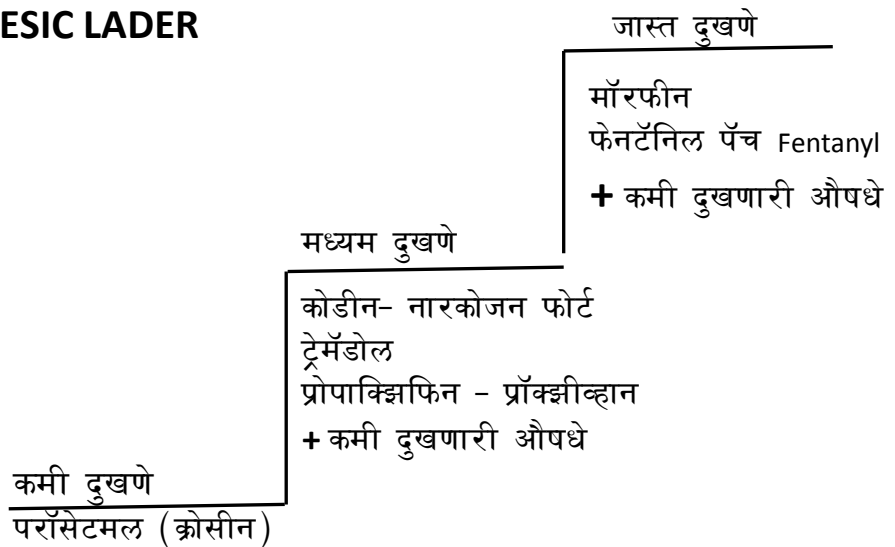 ESIC LADER
जास्त दुखणे
मॉरफीन
फेनटॅनिल पॅच Fentanyl
+ कमी दुखणारी औषधे
मध्यम दुखणे
कोडीन- नारकोजन फोर्ट
ट्रेमॅडोल
प्रोपाक्झिफिन - प्रॉक्झीव्हान
+ कमी दुखणारी औषधे
कमी दुखणे
परॉसेटमल (क्रोसीन)